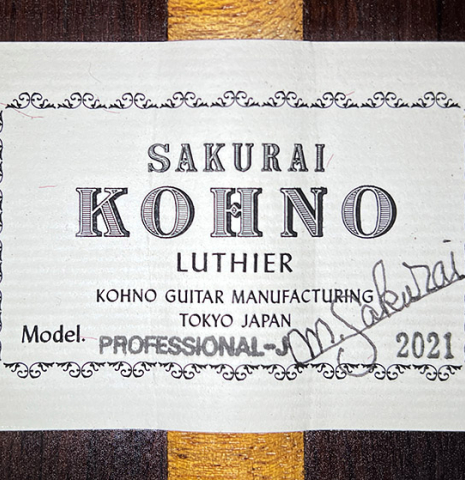 SAKURAI
KOHNO
LUTHIER
KOHNO GUITAR MANUFACTURING
TOKYO JAPAN
Model. PROFESSIONAL-J M. Sakurai 2021